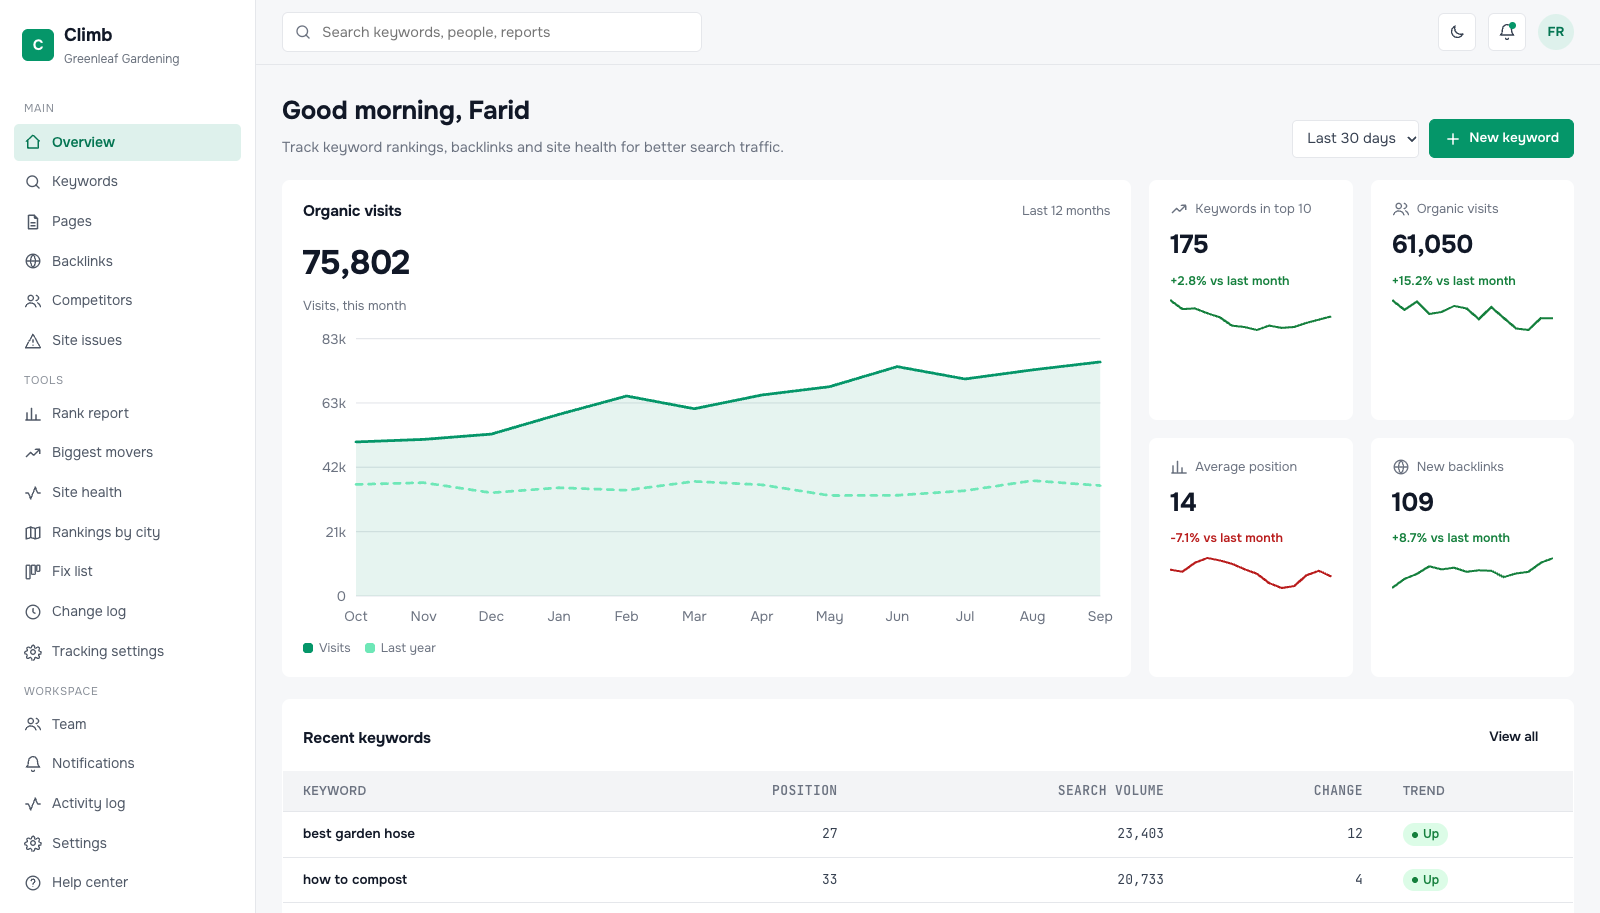 C
Climb
Greenleaf Gardening
MAIN
Overview
Keywords
Pages
Backlinks
Competitors
Site issues
TOOLS
Rank report
Biggest movers
Site health
Rankings by city
Fix list
Change log
Tracking settings
WORKSPACE
Team
Notifications
Activity log
Settings
Help center
Search keywords, people, reports
FR
Good morning, Farid
Track keyword rankings, backlinks and site health for better search traffic.
Last 30 days
New keyword
Organic visits
Last 12 months
75,802
Visits, this month
83k
63k
42k
21k
0
Oct Nov Dec Jan Feb Mar Apr May Jun Jul Aug Sep
Visits Last year
Keywords in top 10
175
+2.8% vs last month
Organic visits
61,050
+15.2% vs last month
Average position
14
-7.1% vs last month
New backlinks
109
+8.7% vs last month
Recent keywords
View all
KEYWORD POSITION SEARCH VOLUME CHANGE TREND
best garden hose 27 23,403 12 Up
how to compost 33 20,733 4 Up